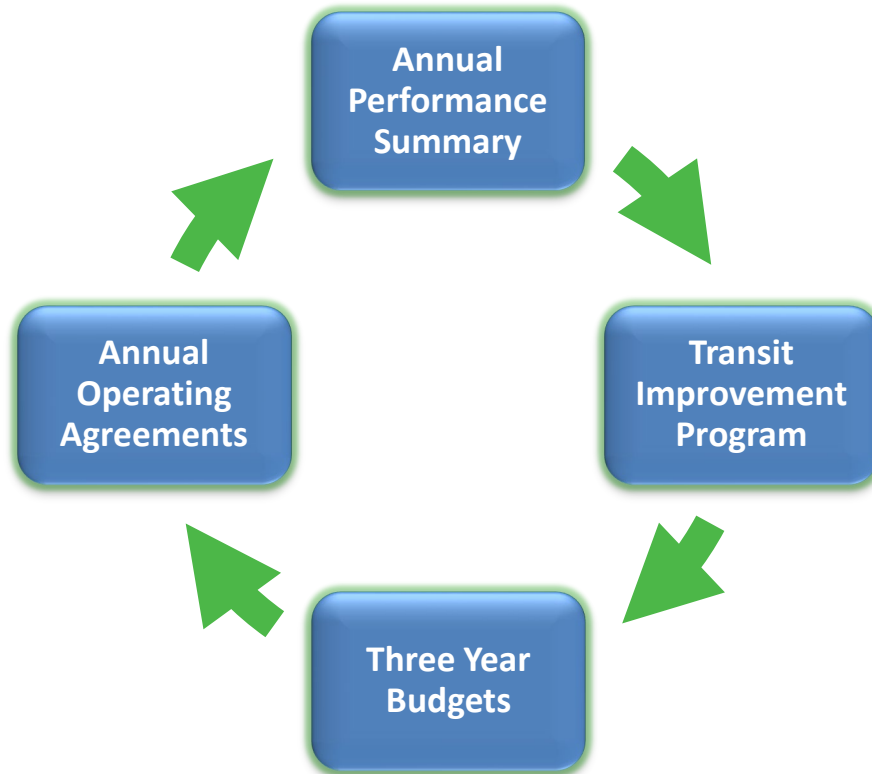 Annual
Performance
Summary
Annual
Operating
Agreements
Transit
Improvement
Program
Three Year
Budgets